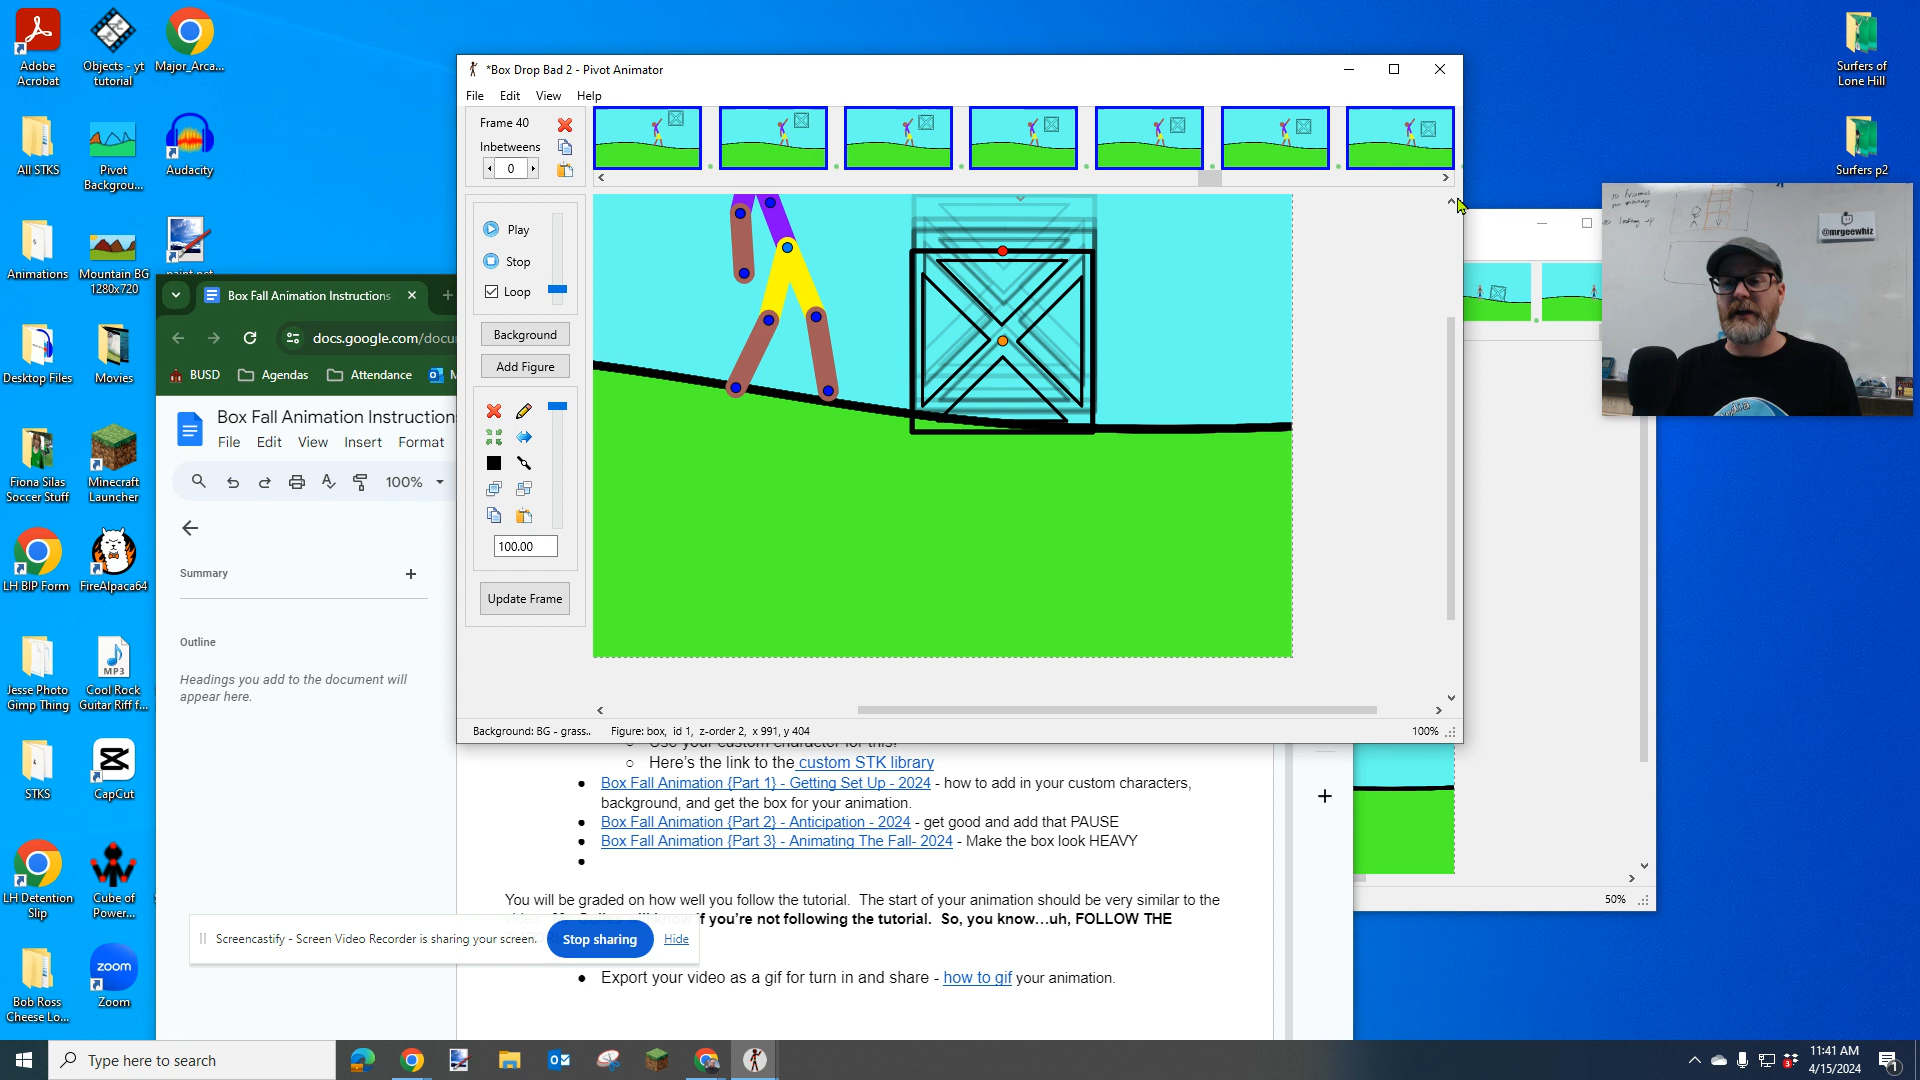 Adobe
Acrobat
Objects - yt
tutorial
Major_Arca...
Surfers of
Lone Hill
All STKS
Pivot
Backgrou...
Audacity
Surfers p2
Animations
Mountain BG
1280x720
Desktop Files
Movies
Fiona Silas
Soccer Stuff
Minecraft
Launcher
LH BIP Form
FireAlpaca64
Jesse Photo
Gimp Thing
MP3
Cool Rock
Guitar Riff f...
STKS
CapCut
LH Detention
Slip
Cube of
Power...
Bob Ross
Cheese Lo...
zoom
Zoom
*Box Drop Bad 2 - Pivot Animator
File Edit View Help
Frame 40
Inbetweens
0
Play
Stop
Loop
Background
Add Figure
100.00
Update Frame
Background: BG - grass.. Figure: box, id 1, z-order 2, x 991, y 404
100%
@mrgeewhiz
50%
Box Fall Animation Instructions
docs.google.com/docu
BUSD Agendas Attendance
Box Fall Animation Instruction
File Edit View Insert Format
100%
Summary
Outline
Headings you add to the document will
appear here.
Use your custom character for this!
Here's the link to the custom STK library
Box Fall Animation {Part 1} - Getting Set Up - 2024 - how to add in your custom characters,
background, and get the box for your animation.
Box Fall Animation {Part 2} - Anticipation - 2024 - get good and add that PAUSE
Box Fall Animation {Part 3} - Animating The Fall- 2024 - Make the box look HEAVY
You will be graded on how well you follow the tutorial. The start of your animation should be very similar to the
if you're not following the tutorial. So, you know…uh, FOLLOW THE
Screencastify - Screen Video Recorder is sharing your screen.
Stop sharing
Hide
Export your video as a gif for turn in and share - how to gif your animation.
Type here to search
11:41 AM
4/15/2024